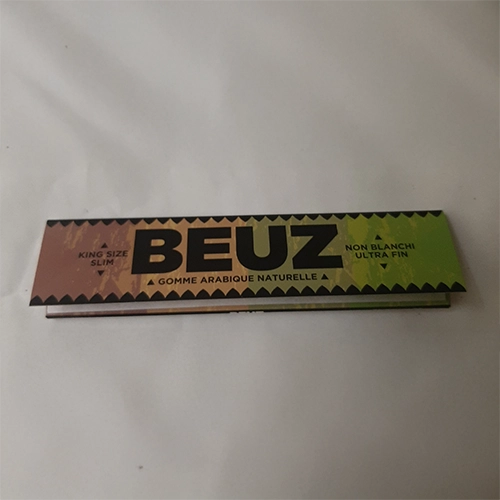 KING SIZE
SLIM
BEUZ
NON BLANCHI
ULTRA FIN
GOMME ARABIQUE NATURELLE